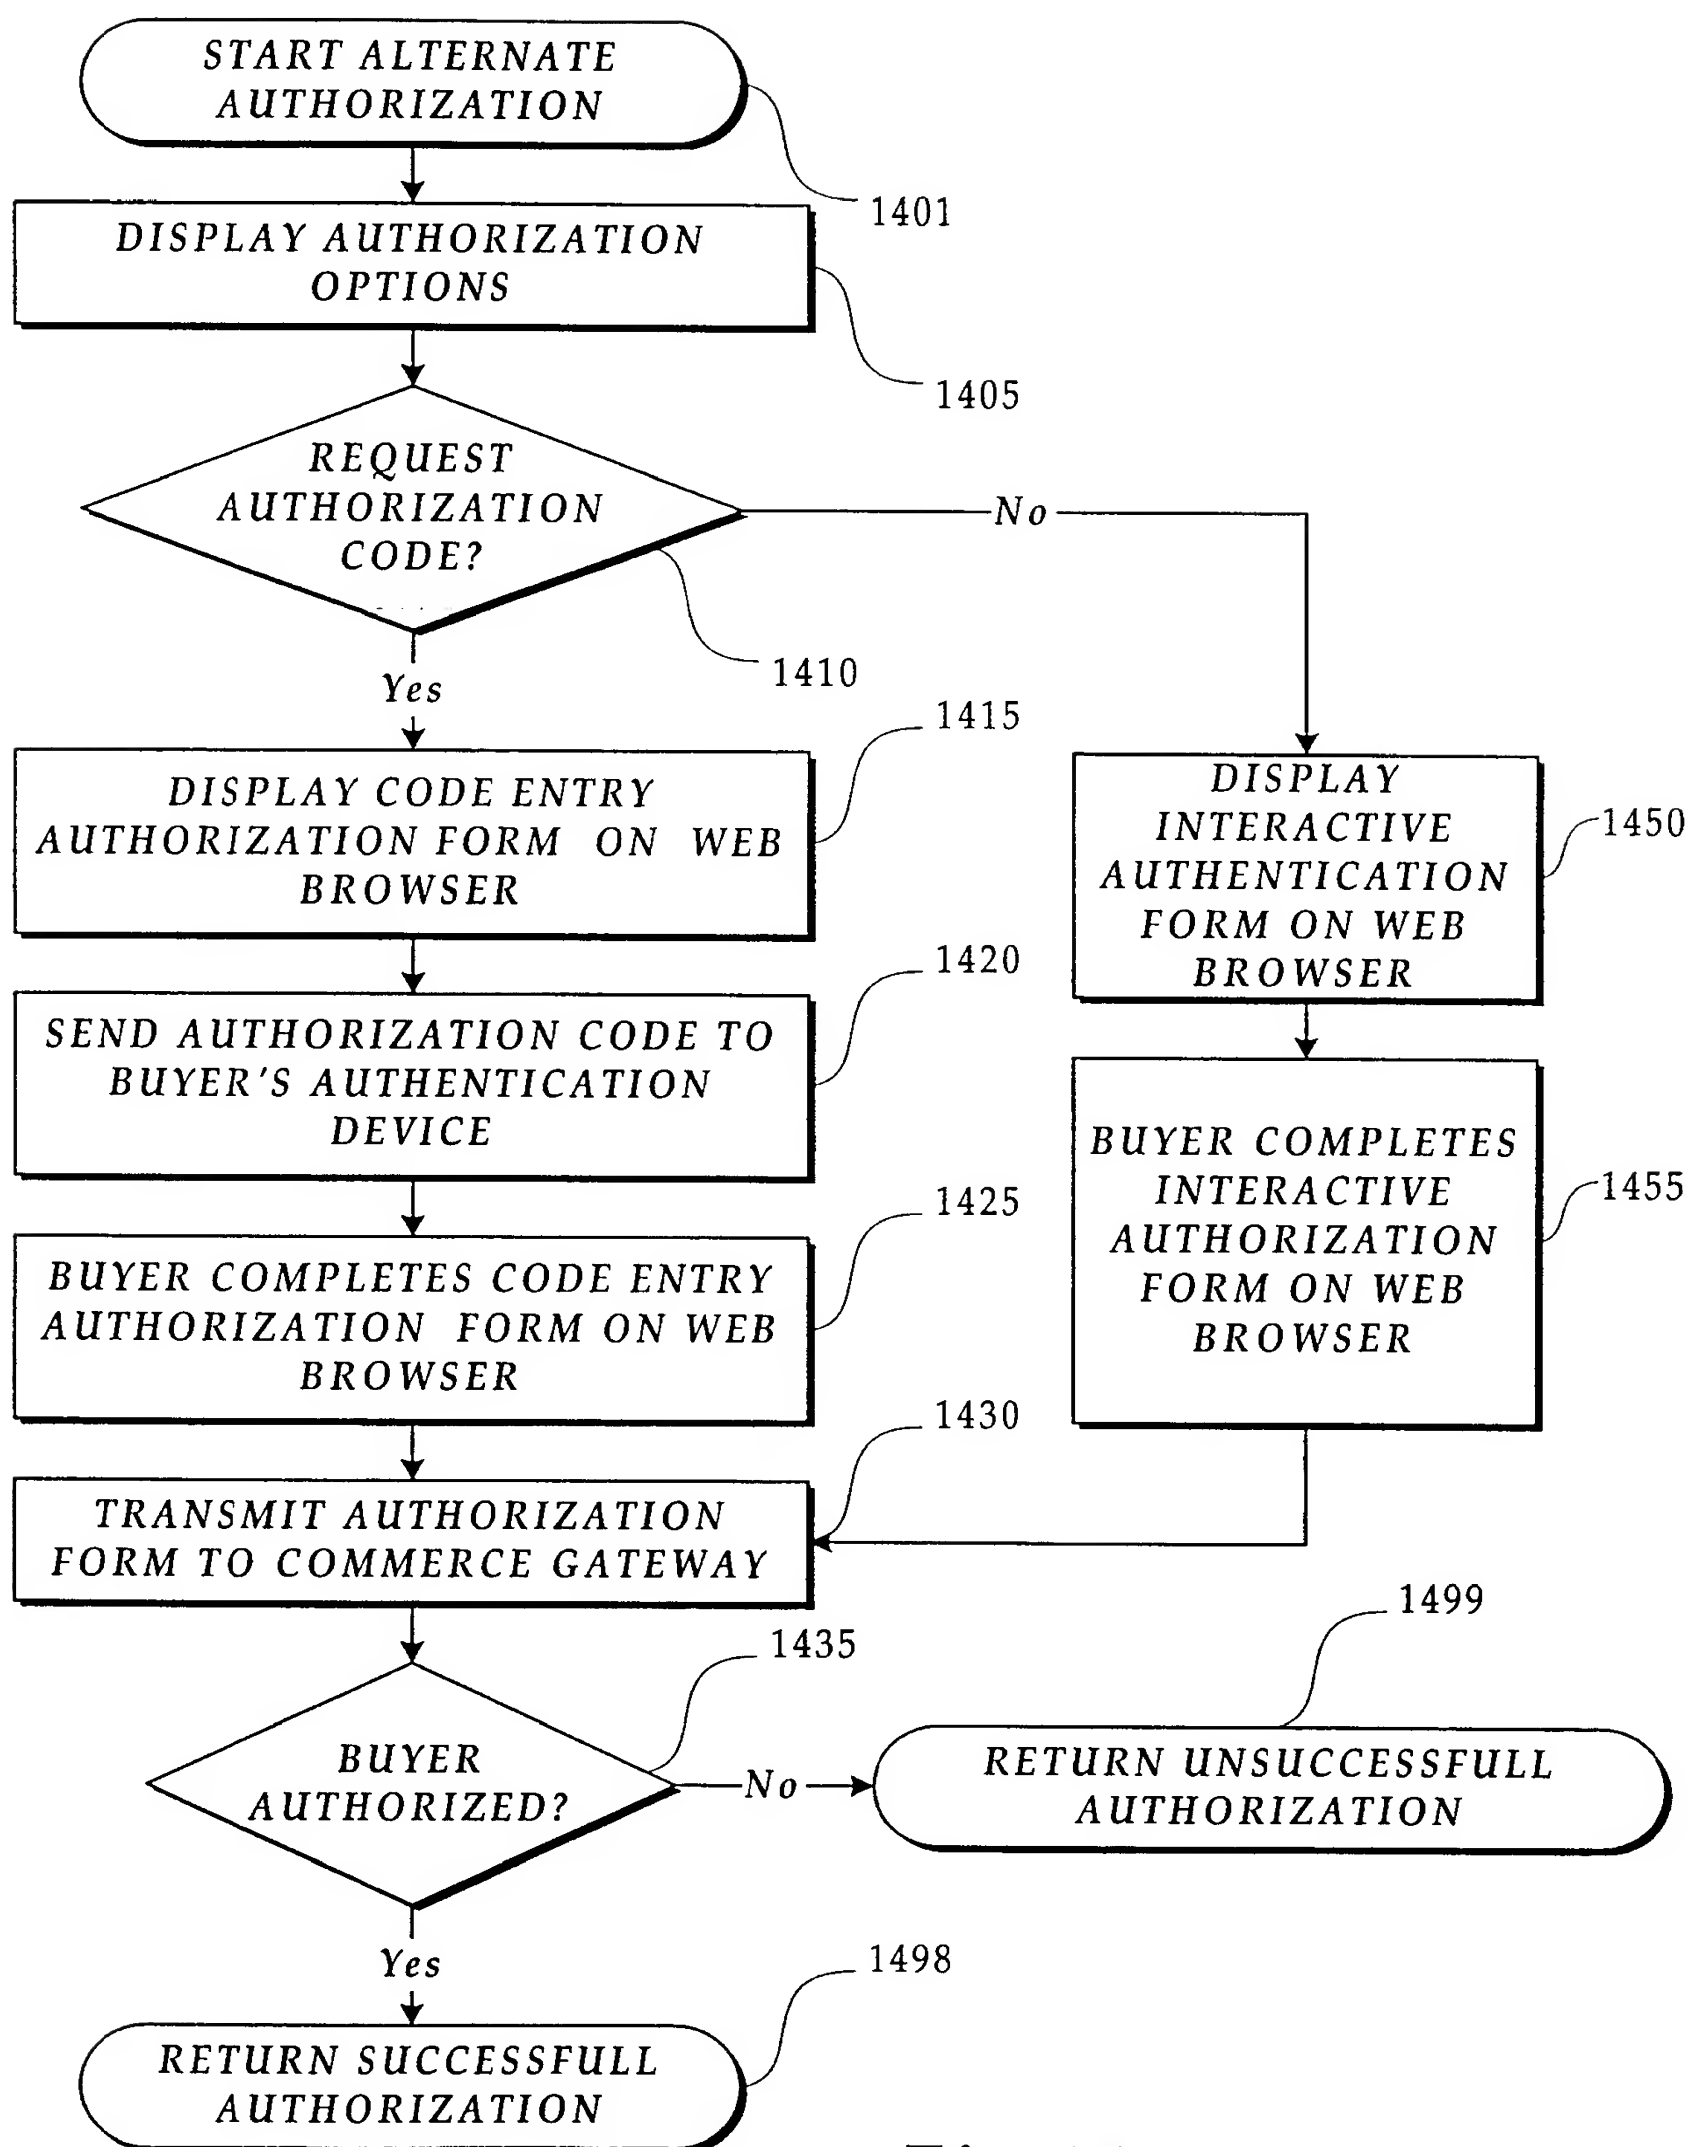 START ALTERNATE
AUTHORIZATION
1401
DISPLAY AUTHORIZATION
OPTIONS
1405
REQUEST
AUTHORIZATION
CODE?
No
1410
Yes
1415
DISPLAY CODE ENTRY
AUTHORIZATION FORM ON WEB
BROWSER
DISPLAY
INTERACTIVE
AUTHENTICATION
FORM ON WEB
BROWSER
1450
1420
SEND AUTHORIZATION CODE TO
BUYER'S AUTHENTICATION
DEVICE
BUYER COMPLETES
INTERACTIVE
AUTHORIZATION
FORM ON WEB
BROWSER
1455
1425
BUYER COMPLETES CODE ENTRY
AUTHORIZATION FORM ON WEB
BROWSER
1430
TRANSMIT AUTHORIZATION
FORM TO COMMERCE GATEWAY
1499
1435
BUYER
AUTHORIZED?
No
RETURN UNSUCCESSFULL
AUTHORIZATION
Yes
1498
RETURN SUCCESSFULL
AUTHORIZATION